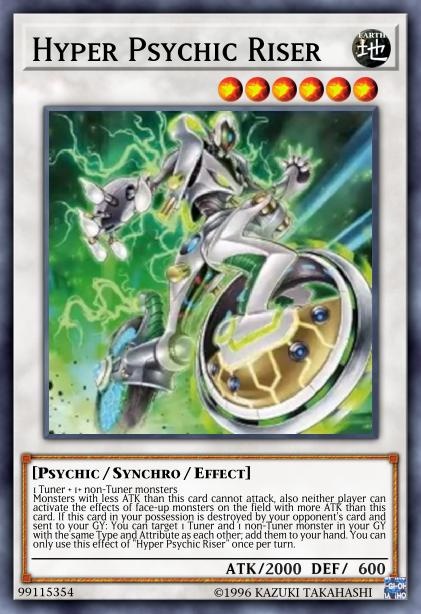 HYPER PSYCHIC RISER
EARTH
地
[PSYCHIC / SYNCHRO / EFFECT]
1 Tuner + 1+ non-Tuner monsters
Monsters with less ATK than this card cannot attack, also neither player can
activate the effects of face-up monsters on the field with more ATK than this
card. If this card in your possession is destroyed by your opponent's card and
sent to your GY: You can target 1 Tuner and 1 non-Tuner monster in your GY
with the same Type and Attribute as each other; add them to your hand. You can
only use this effect of "Hyper Psychic Riser" once per turn.
ATK/2000 DEF/ 600
99115354
©1996 KAZUKI TAKAHASHI